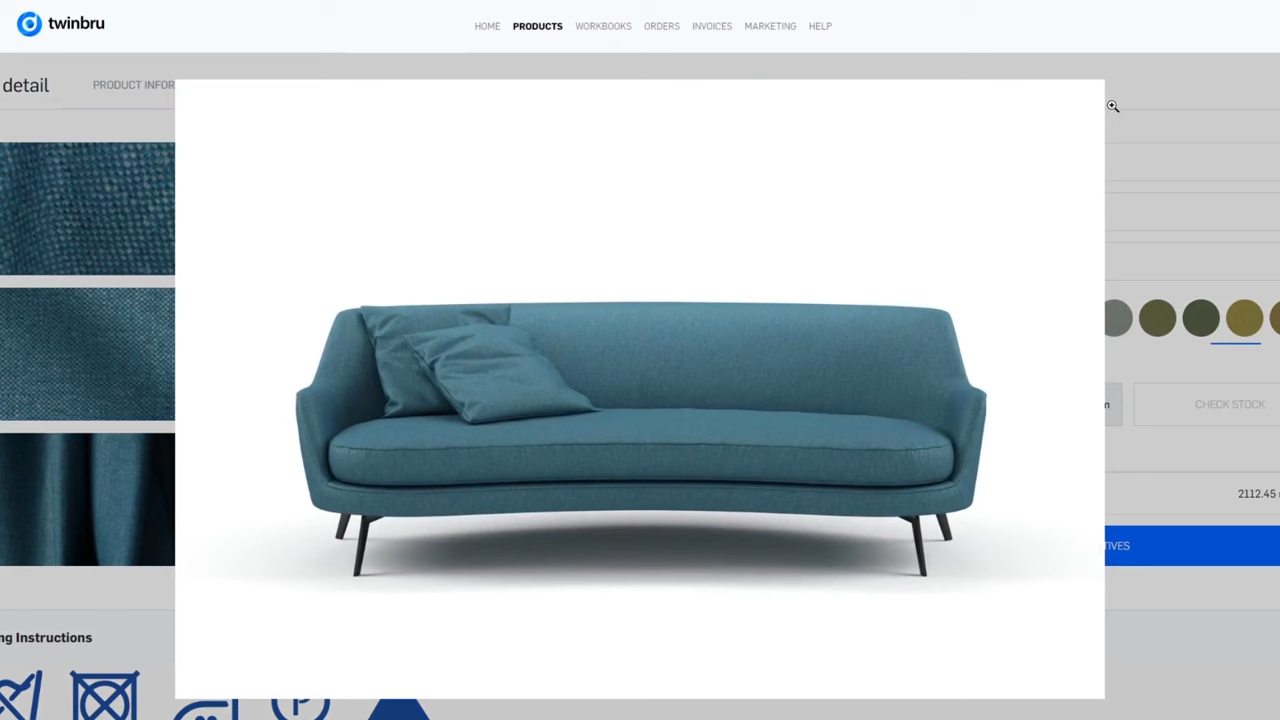 twinbru
HOME PRODUCTS WORKBOOKS ORDERS INVOICES MARKETING HELP
detail PRODUCT INFOR
m CHECK STOCK
2112.45
TIVES
ng Instructions
P